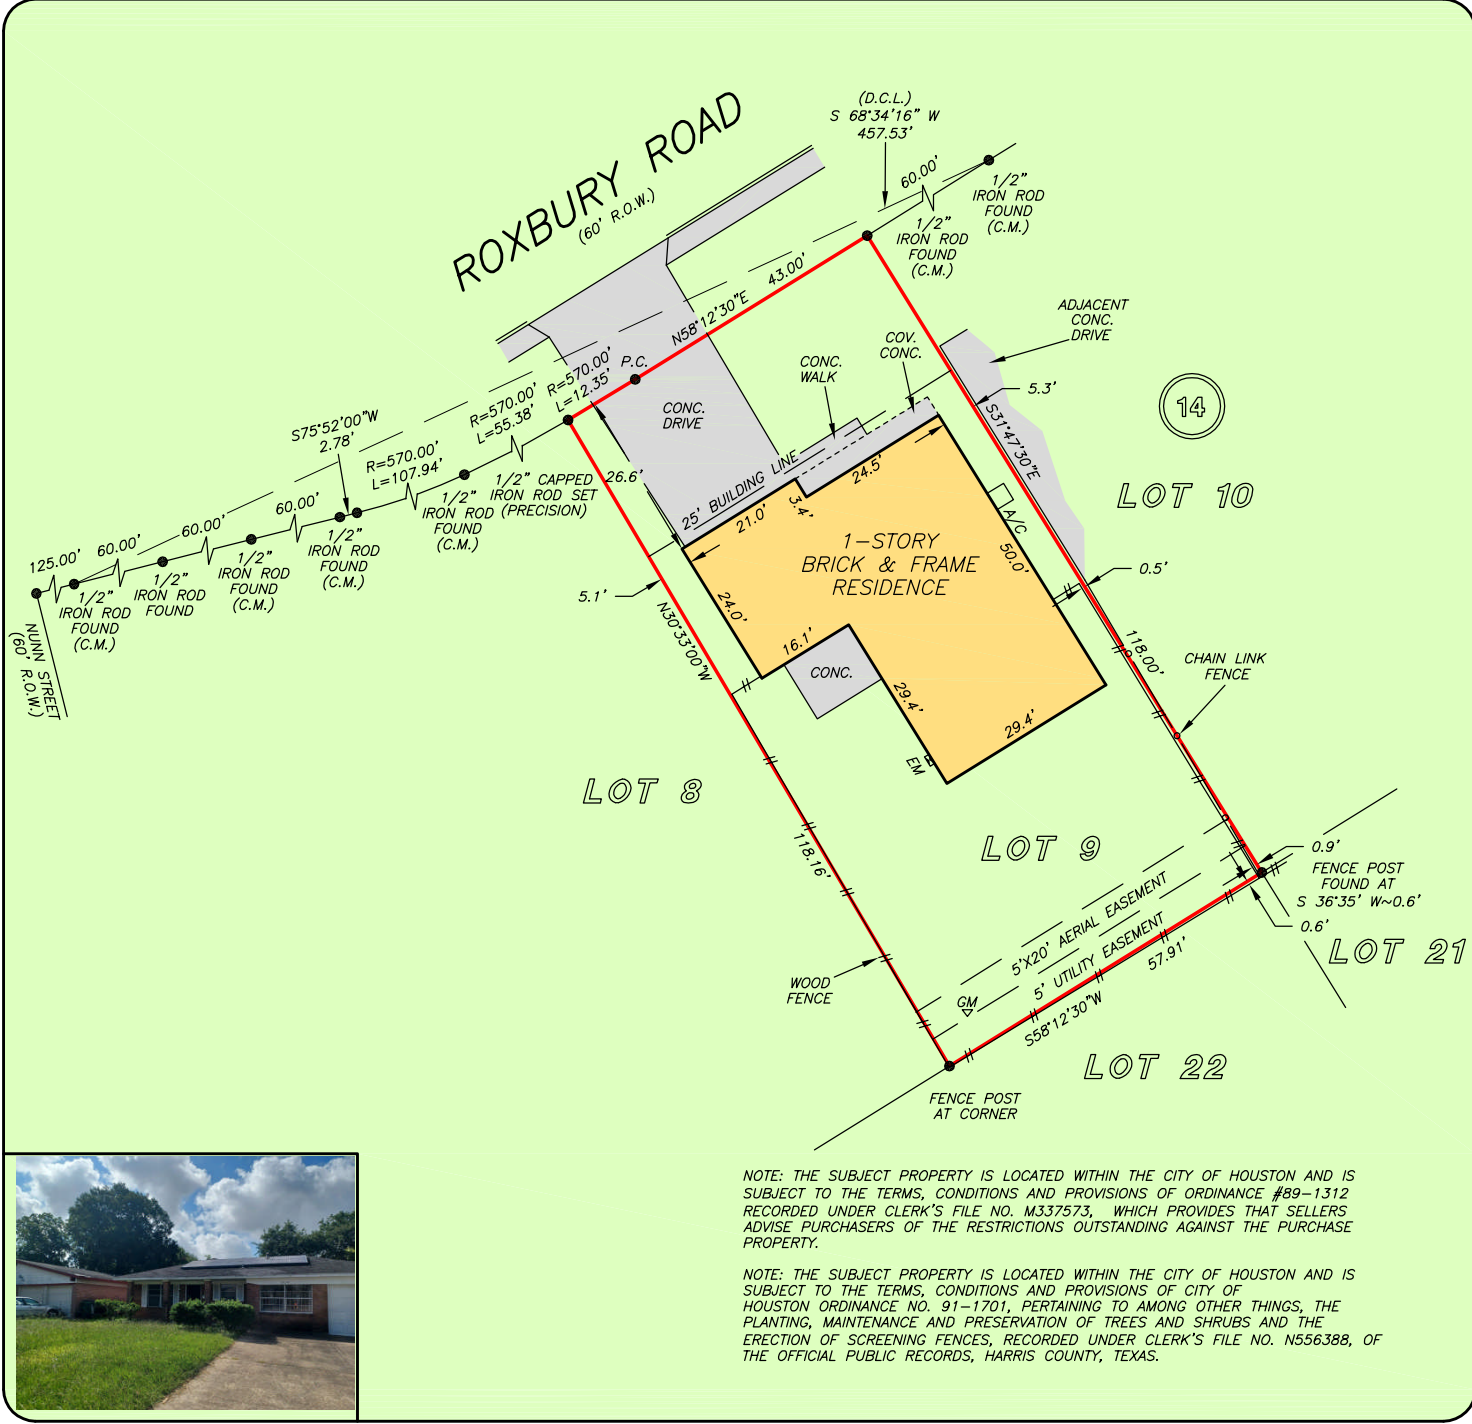 (D.C.L.)
S 68°34'16" W
457.53'
ROXBURY ROAD
(60' R.O.W.)
60.00'
1/2"
IRON ROD
FOUND
(C.M.)
1/2"
IRON ROD
FOUND
(C.M.)
N58°12'30"E 43.00'
P.C.
R=570.00'
L=12.35'
R=570.00'
L=55.38'
S75°52'00"W
2.78'
R=570.00'
L=107.94'
60.00'
60.00'
60.00'
125.00'
1/2"
IRON ROD
FOUND
(C.M.)
1/2"
IRON ROD
FOUND
1/2"
IRON ROD
FOUND
(C.M.)
1/2"
IRON ROD
FOUND
(C.M.)
1/2"
IRON ROD
FOUND
(C.M.)
1/2" CAPPED
IRON ROD SET
(PRECISION)
NUNN STREET
(60' R.O.W.)
CONC.
DRIVE
CONC.
WALK
COV.
CONC.
ADJACENT
CONC.
DRIVE
5.3'
S31°47'30"E
14
LOT 10
26.6'
25' BUILDING LINE
21.0'
3.4'
24.5'
A/C
50.0'
1-STORY
BRICK & FRAME
RESIDENCE
0.5'
5.1'
N30°33'00"W
24.0'
16.1'
CONC.
29.4'
29.4'
EM
118.00'
CHAIN LINK
FENCE
LOT 8
LOT 9
118.16'
0.9'
FENCE POST
FOUND AT
S 36°35' W~0.6'
0.6'
LOT 21
5'X20' AERIAL EASEMENT
5' UTILITY EASEMENT
57.91'
S58°12'30"W
GM
WOOD
FENCE
LOT 22
FENCE POST
AT CORNER
NOTE: THE SUBJECT PROPERTY IS LOCATED WITHIN THE CITY OF HOUSTON AND IS
SUBJECT TO THE TERMS, CONDITIONS AND PROVISIONS OF ORDINANCE #89-1312
RECORDED UNDER CLERK'S FILE NO. M337573, WHICH PROVIDES THAT SELLERS
ADVISE PURCHASERS OF THE RESTRICTIONS OUTSTANDING AGAINST THE PURCHASE
PROPERTY.
NOTE: THE SUBJECT PROPERTY IS LOCATED WITHIN THE CITY OF HOUSTON AND IS
SUBJECT TO THE TERMS, CONDITIONS AND PROVISIONS OF CITY OF
HOUSTON ORDINANCE NO. 91-1701, PERTAINING TO AMONG OTHER THINGS, THE
PLANTING, MAINTENANCE AND PRESERVATION OF TREES AND SHRUBS AND THE
ERECTION OF SCREENING FENCES, RECORDED UNDER CLERK'S FILE NO. N556388, OF
THE OFFICIAL PUBLIC RECORDS, HARRIS COUNTY, TEXAS.